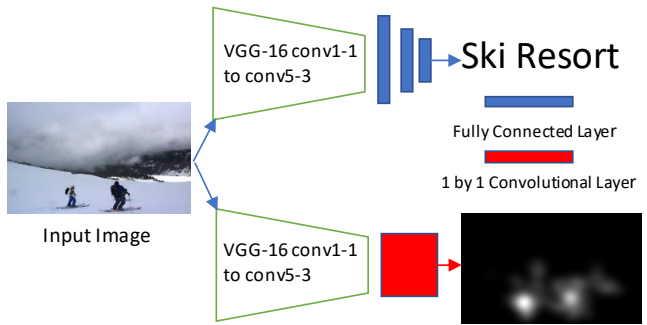 VGG-16 conv1-1
to conv5-3
Ski Resort
Fully Connected Layer
1 by 1 Convolutional Layer
Input Image
VGG-16 conv1-1
to conv5-3